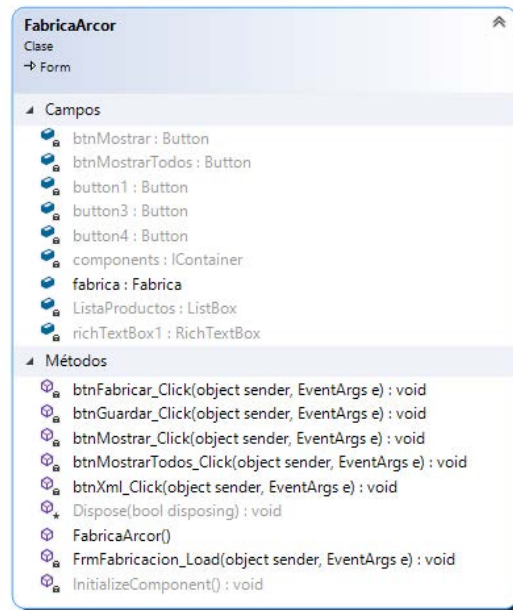 FabricaArcor
Clase
Form
Campos
btnMostrar : Button
btnMostrarTodos : Button
button1 : Button
button3 : Button
button4 : Button
components : IContainer
fabrica : Fabrica
ListaProductos : ListBox
richTextBox1 : RichTextBox
Métodos
btnFabricar_Click(object sender, EventArgs e) : void
btnGuardar_Click(object sender, EventArgs e) : void
btnMostrar_Click(object sender, EventArgs e) : void
btnMostrarTodos_Click(object sender, EventArgs e) : void
btnXml_Click(object sender, EventArgs e) : void
Dispose(bool disposing) : void
FabricaArcor()
FrmFabricacion_Load(object sender, EventArgs e) : void
InitializeComponent() : void